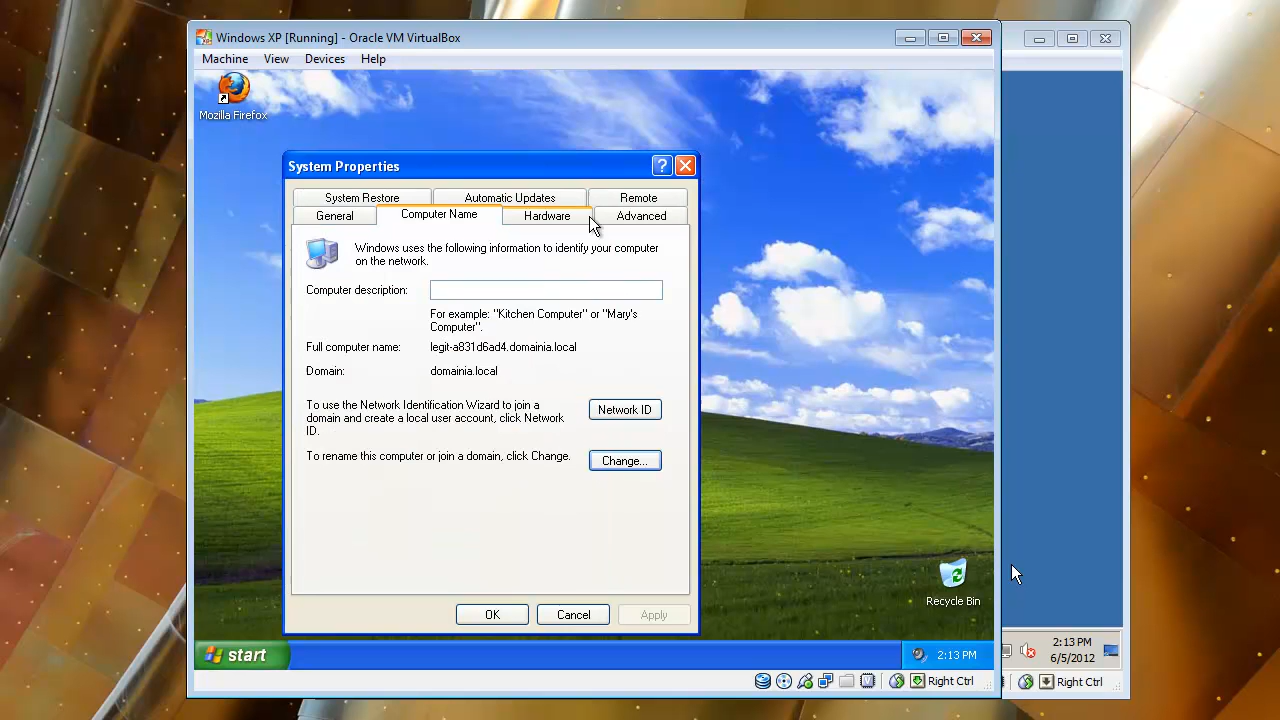 Windows XP [Running] - Oracle VM VirtualBox
Machine View Devices Help
Mozilla Firefox
System Properties
System Restore Automatic Updates Remote
General Computer Name Hardware Advanced
Windows uses the following information to identify your computer
on the network.
Computer description:
For example: "Kitchen Computer" or "Mary's
Computer".
Full computer name: legit-a831d6ad4.domainia.local
Domain: domainia.local
To use the Network Identification Wizard to join a
domain and create a local user account, click Network
ID.
Network ID
To rename this computer or join a domain, click Change.
Change...
OK Cancel Apply
Recycle Bin
start
2:13 PM
Right Ctrl
2:13 PM
6/5/2012
Right Ctrl